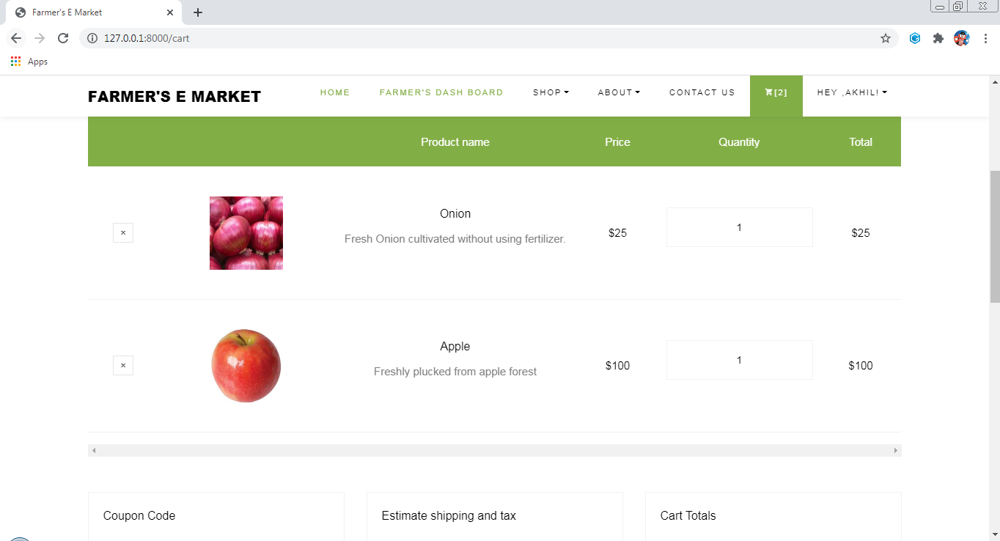 Farmer's E Market
127.0.0.1:8000/cart
Apps
FARMER'S E MARKET
HOME
FARMER'S DASH BOARD
SHOP
ABOUT
CONTACT US
[2]
HEY ,AKHIL!
Product name
Price
Quantity
Total
×
Onion
Fresh Onion cultivated without using fertilizer.
$25
1
$25
×
Apple
Freshly plucked from apple forest
$100
1
$100
Coupon Code
Estimate shipping and tax
Cart Totals